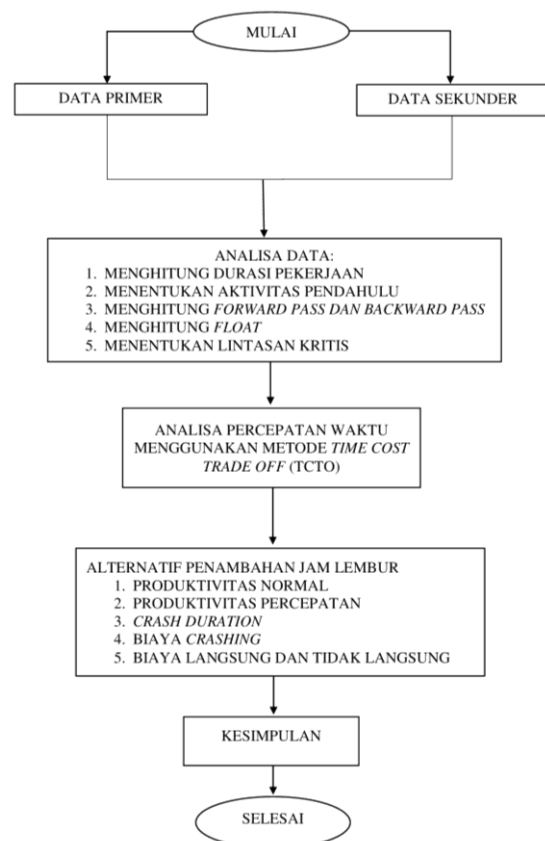 MULAI
DATA PRIMER
DATA SEKUNDER
ANALISA DATA:
1. MENGHITUNG DURASI PEKERJAAN
2. MENENTUKAN AKTIVITAS PENDAHULU
3. MENGHITUNG FORWARD PASS DAN BACKWARD PASS
4. MENGHITUNG FLOAT
5. MENENTUKAN LINTASAN KRITIS
ANALISA PERCEPATAN WAKTU
MENGGUNAKAN METODE TIME COST
TRADE OFF (TCTO)
ALTERNATIF PENAMBAHAN JAM LEMBUR
1. PRODUKTIVITAS NORMAL
2. PRODUKTIVITAS PERCEPATAN
3. CRASH DURATION
4. BIAYA CRASHING
5. BIAYA LANGSUNG DAN TIDAK LANGSUNG
KESIMPULAN
SELESAI